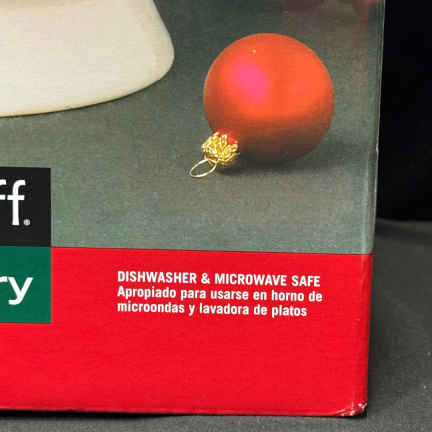 ff®
ry
DISHWASHER & MICROWAVE SAFE
Apropiado para usarse en horno de
microondas y lavadora de platos